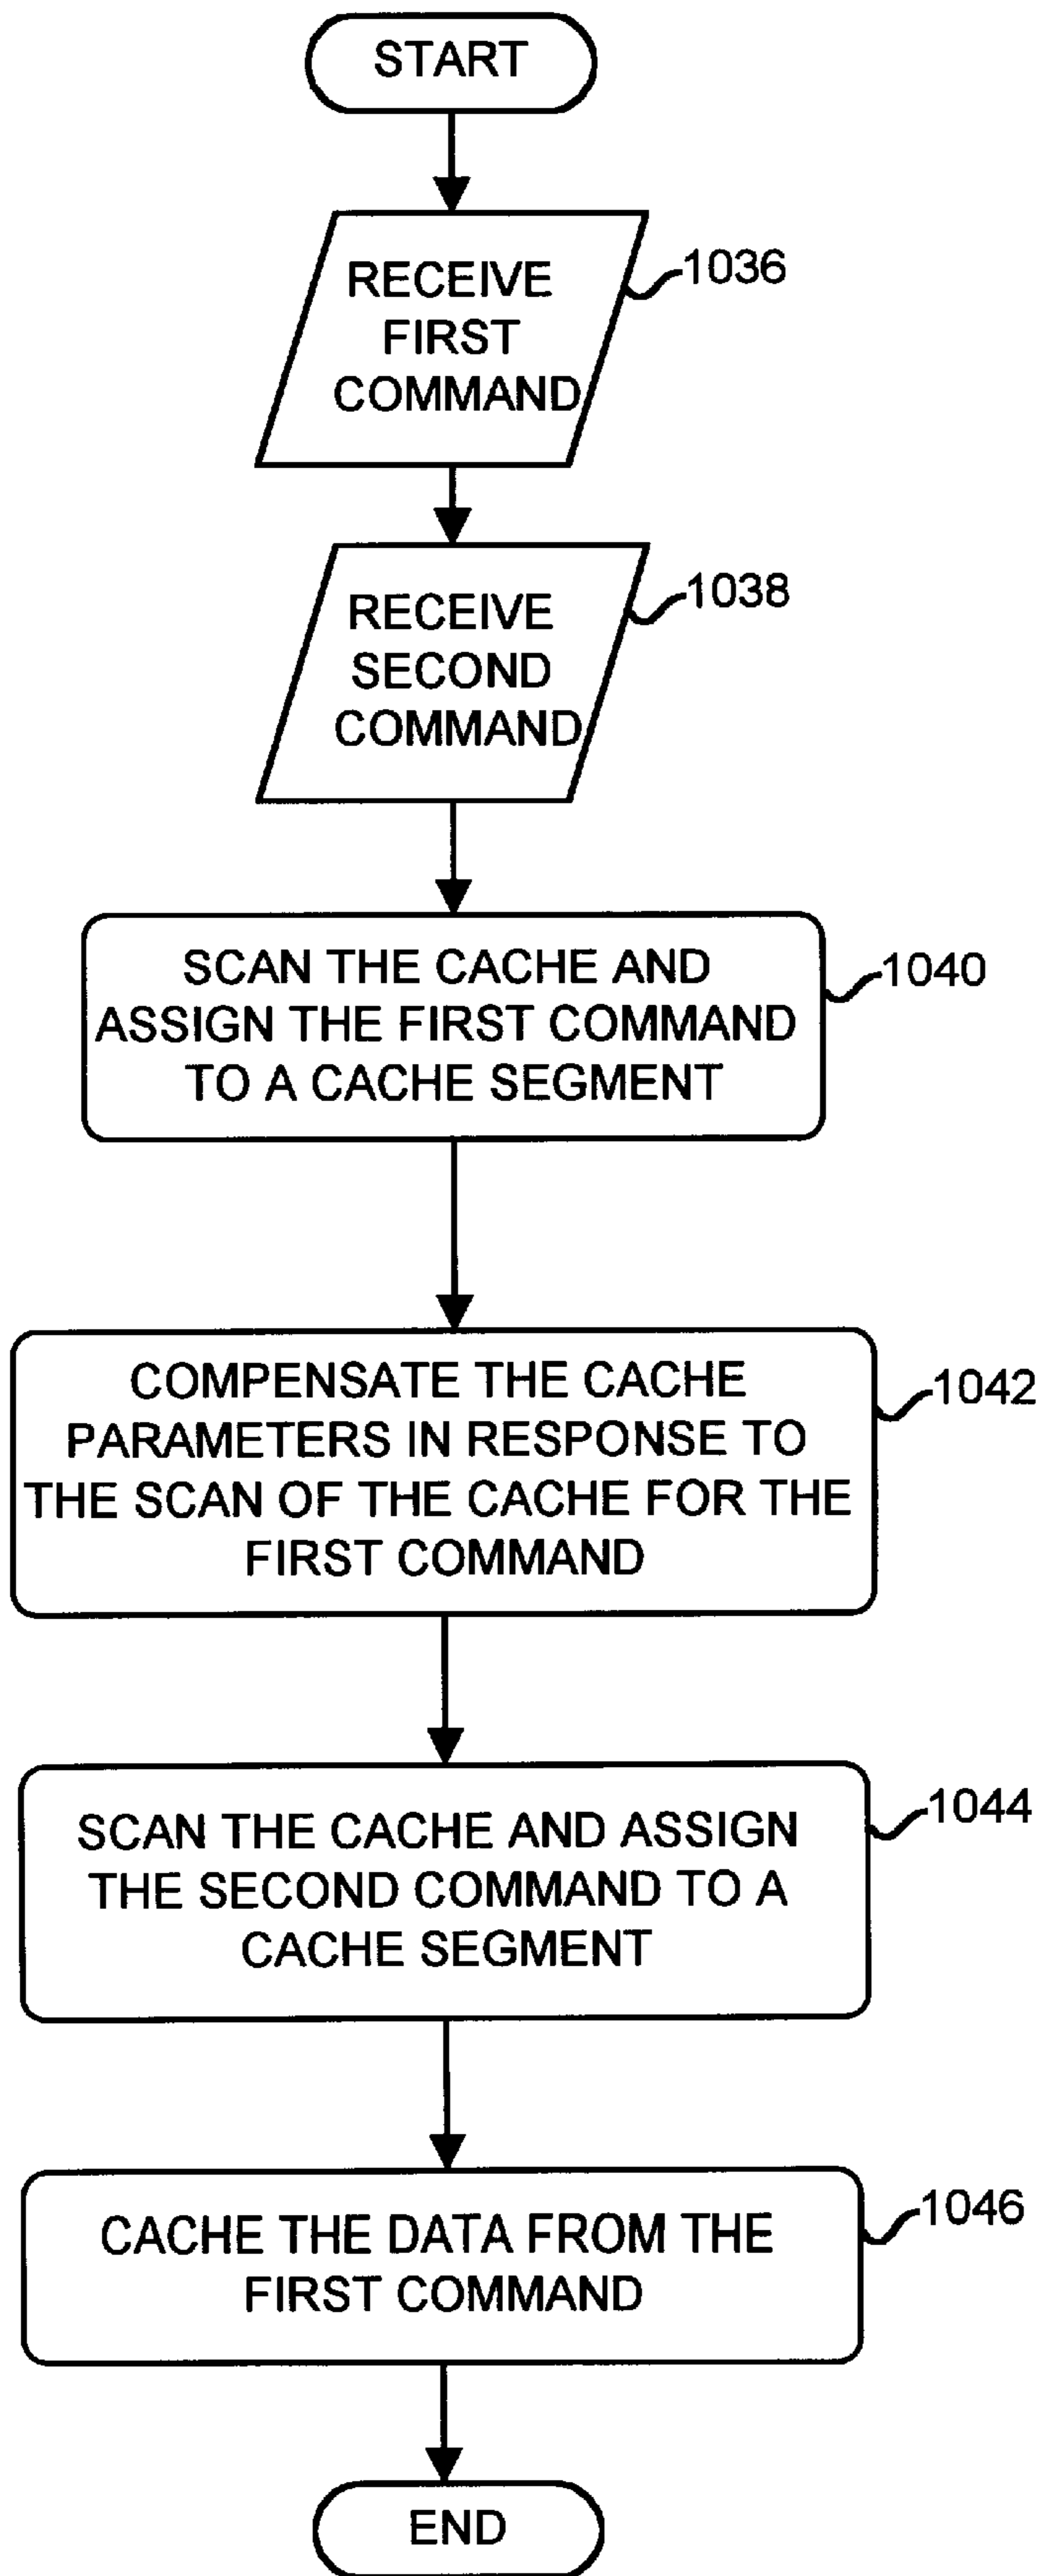 START
RECEIVE
FIRST
COMMAND
1036
RECEIVE
SECOND
COMMAND
1038
SCAN THE CACHE AND
ASSIGN THE FIRST COMMAND
TO A CACHE SEGMENT
1040
COMPENSATE THE CACHE
PARAMETERS IN RESPONSE TO
THE SCAN OF THE CACHE FOR THE
FIRST COMMAND
1042
SCAN THE CACHE AND ASSIGN
THE SECOND COMMAND TO A
CACHE SEGMENT
1044
CACHE THE DATA FROM THE
FIRST COMMAND
1046
END